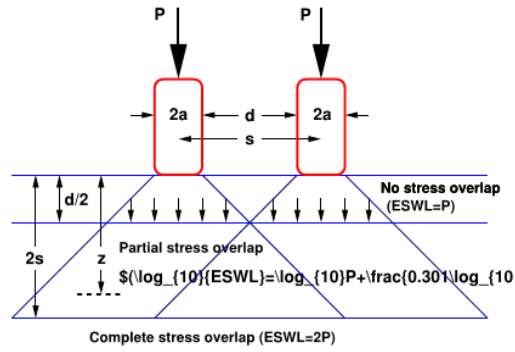 P P
2a d 2a
s
No stress overlap
(ESWL=P)
d/2
Partial stress overlap
2s z
$(\log_{10}{ESWL}=\log_{10}P+\frac{0.301\log_{10
Complete stress overlap (ESWL=2P)